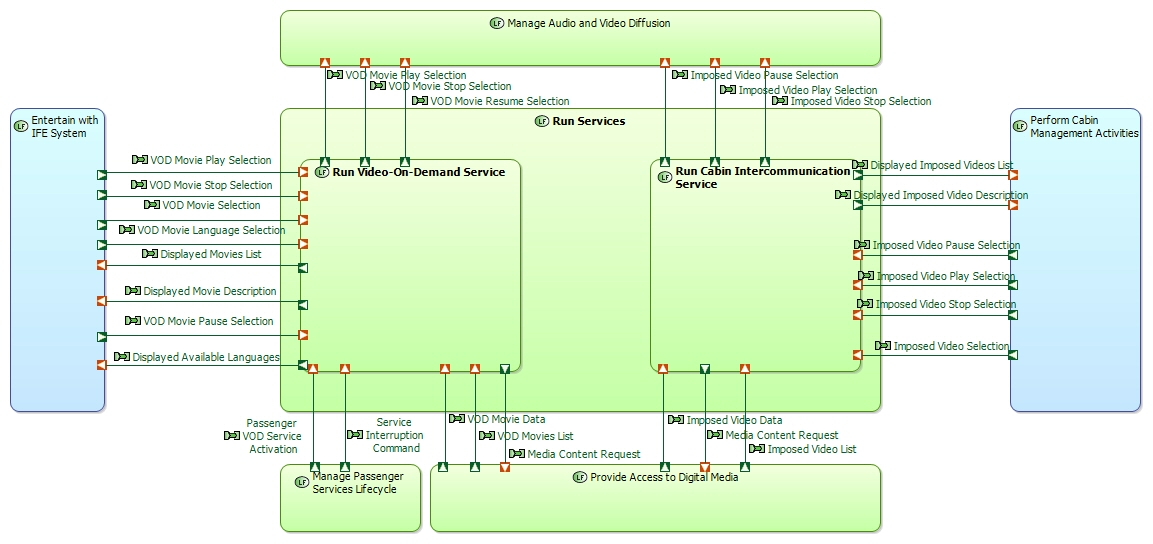 Manage Audio and Video Diffusion
VOD Movie Play Selection
VOD Movie Stop Selection
VOD Movie Resume Selection
Imposed Video Pause Selection
Imposed Video Play Selection
Imposed Video Stop Selection
Entertain with
IFE System
Run Services
Perform Cabin
Management Activities
VOD Movie Play Selection
VOD Movie Stop Selection
VOD Movie Selection
VOD Movie Language Selection
Displayed Movies List
Displayed Movie Description
VOD Movie Pause Selection
Displayed Available Languages
Run Video-On-Demand Service
Run Cabin Intercommunication
Service
Displayed Imposed Videos List
Displayed Imposed Video Description
Imposed Video Pause Selection
Imposed Video Play Selection
Imposed Video Stop Selection
Imposed Video Selection
Passenger
VOD Service
Activation
Service
Interruption
Command
VOD Movie Data
VOD Movies List
Media Content Request
Imposed Video Data
Media Content Request
Imposed Video List
Manage Passenger
Services Lifecycle
Provide Access to Digital Media
LF
LF
LF
LF
LF
LF
LF
LF